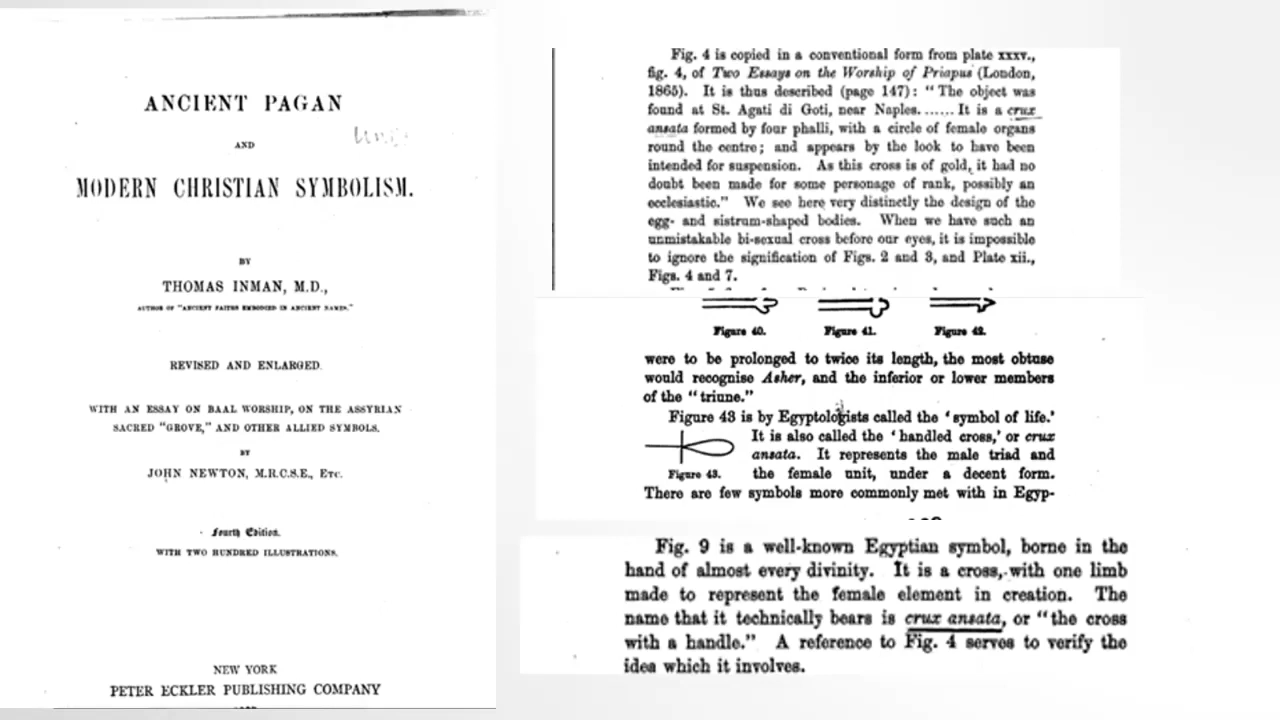 ANCIENT PAGAN
AND
MODERN CHRISTIAN SYMBOLISM.
BY
THOMAS INMAN, M.D.,
AUTHOR OF "ANCIENT FAITHS EMBODIED IN ANCIENT NAMES."
REVISED AND ENLARGED.
WITH AN ESSAY ON BAAL WORSHIP, ON THE ASSYRIAN
SACRED "GROVE," AND OTHER ALLIED SYMBOLS.
BY
JOHN NEWTON, M.R.C.S.E., ETC.
Fourth Edition.
WITH TWO HUNDRED ILLUSTRATIONS.
NEW YORK
PETER ECKLER PUBLISHING COMPANY
Fig. 4 is copied in a conventional form from plate xxxv.,
fig. 4, of Two Essays on the Worship of Priapus (London,
1865). It is thus described (page 147): "The object was
found at St. Agati di Goti, near Naples....... It is a crux
ansata formed by four phalli, with a circle of female organs
round the centre; and appears by the look to have been
intended for suspension. As this cross is of gold, it had no
doubt been made for some personage of rank, possibly an
ecclesiastic." We see here very distinctly the design of the
egg- and sistrum-shaped bodies. When we have such an
unmistakable bi-sexual cross before our eyes, it is impossible
to ignore the signification of Figs. 2 and 3, and Plate xii.,
Figs. 4 and 7.
Figure 40. Figure 41. Figure 42.
were to be prolonged to twice its length, the most obtuse
would recognise Asher, and the inferior or lower members
of the "triune."
Figure 43 is by Egyptologists called the 'symbol of life.'
It is also called the 'handled cross,' or crux
ansata. It represents the male triad and
Figure 43. the female unit, under a decent form.
There are few symbols more commonly met with in Egyp-
Fig. 9 is a well-known Egyptian symbol, borne in the
hand of almost every divinity. It is a cross, with one limb
made to represent the female element in creation. The
name that it technically bears is crux ansata, or "the cross
with a handle." A reference to Fig. 4 serves to verify the
idea which it involves.